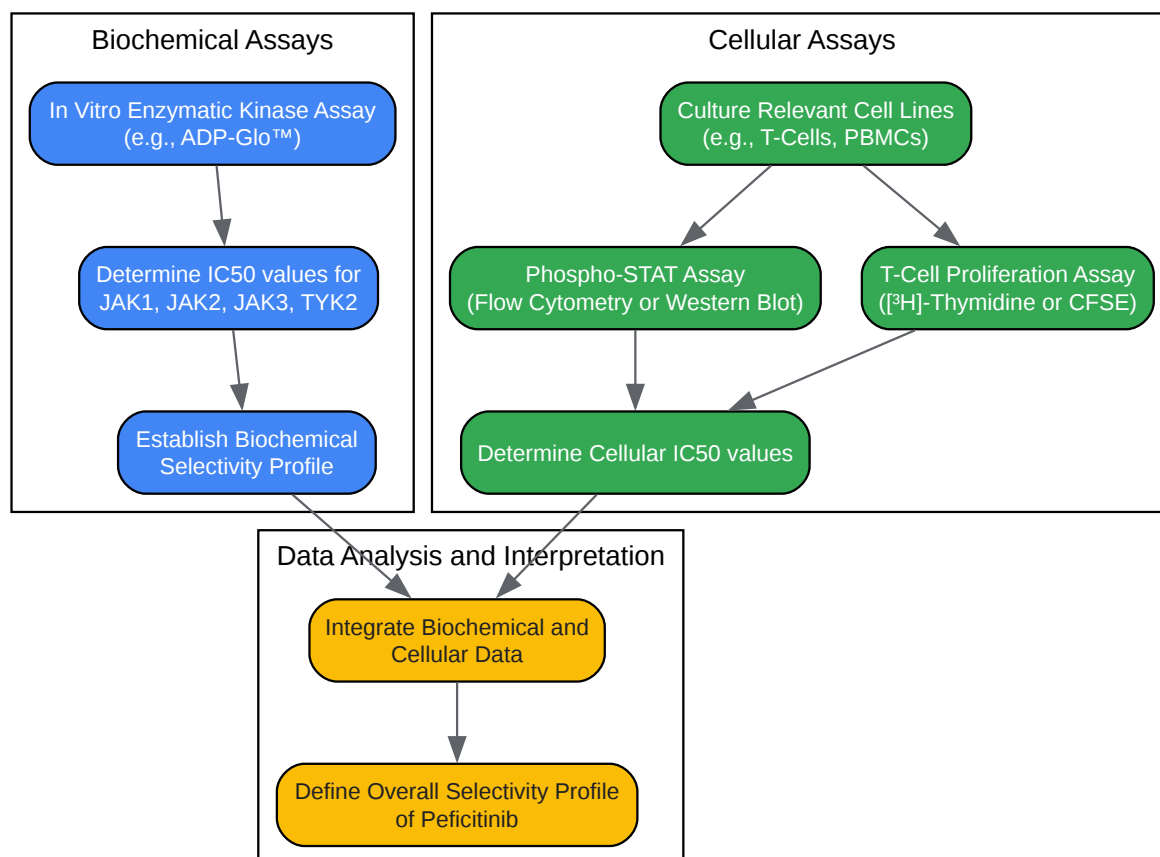 Biochemical Assays
In Vitro Enzymatic Kinase Assay
(e.g., ADP-Glo™)
Determine IC50 values for
JAK1, JAK2, JAK3, TYK2
Establish Biochemical
Selectivity Profile
Cellular Assays
Culture Relevant Cell Lines
(e.g., T-Cells, PBMCs)
Phospho-STAT Assay
(Flow Cytometry or Western Blot)
T-Cell Proliferation Assay
([³H]-Thymidine or CFSE)
Determine Cellular IC50 values
Data Analysis and Interpretation
Integrate Biochemical and
Cellular Data
Define Overall Selectivity Profile
of Peficitinib